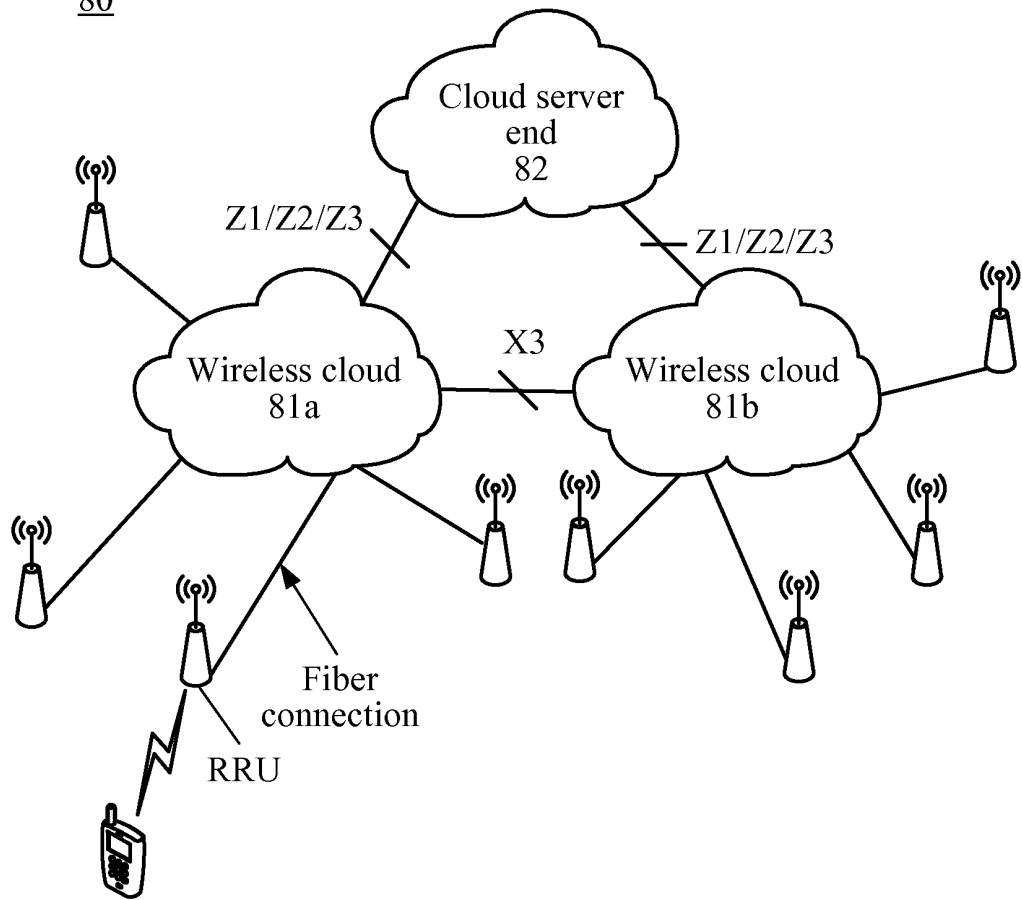 80
Cloud server
end
82
Z1/Z2/Z3
Z1/Z2/Z3
X3
Wireless cloud
81a
Wireless cloud
81b
Fiber
connection
RRU